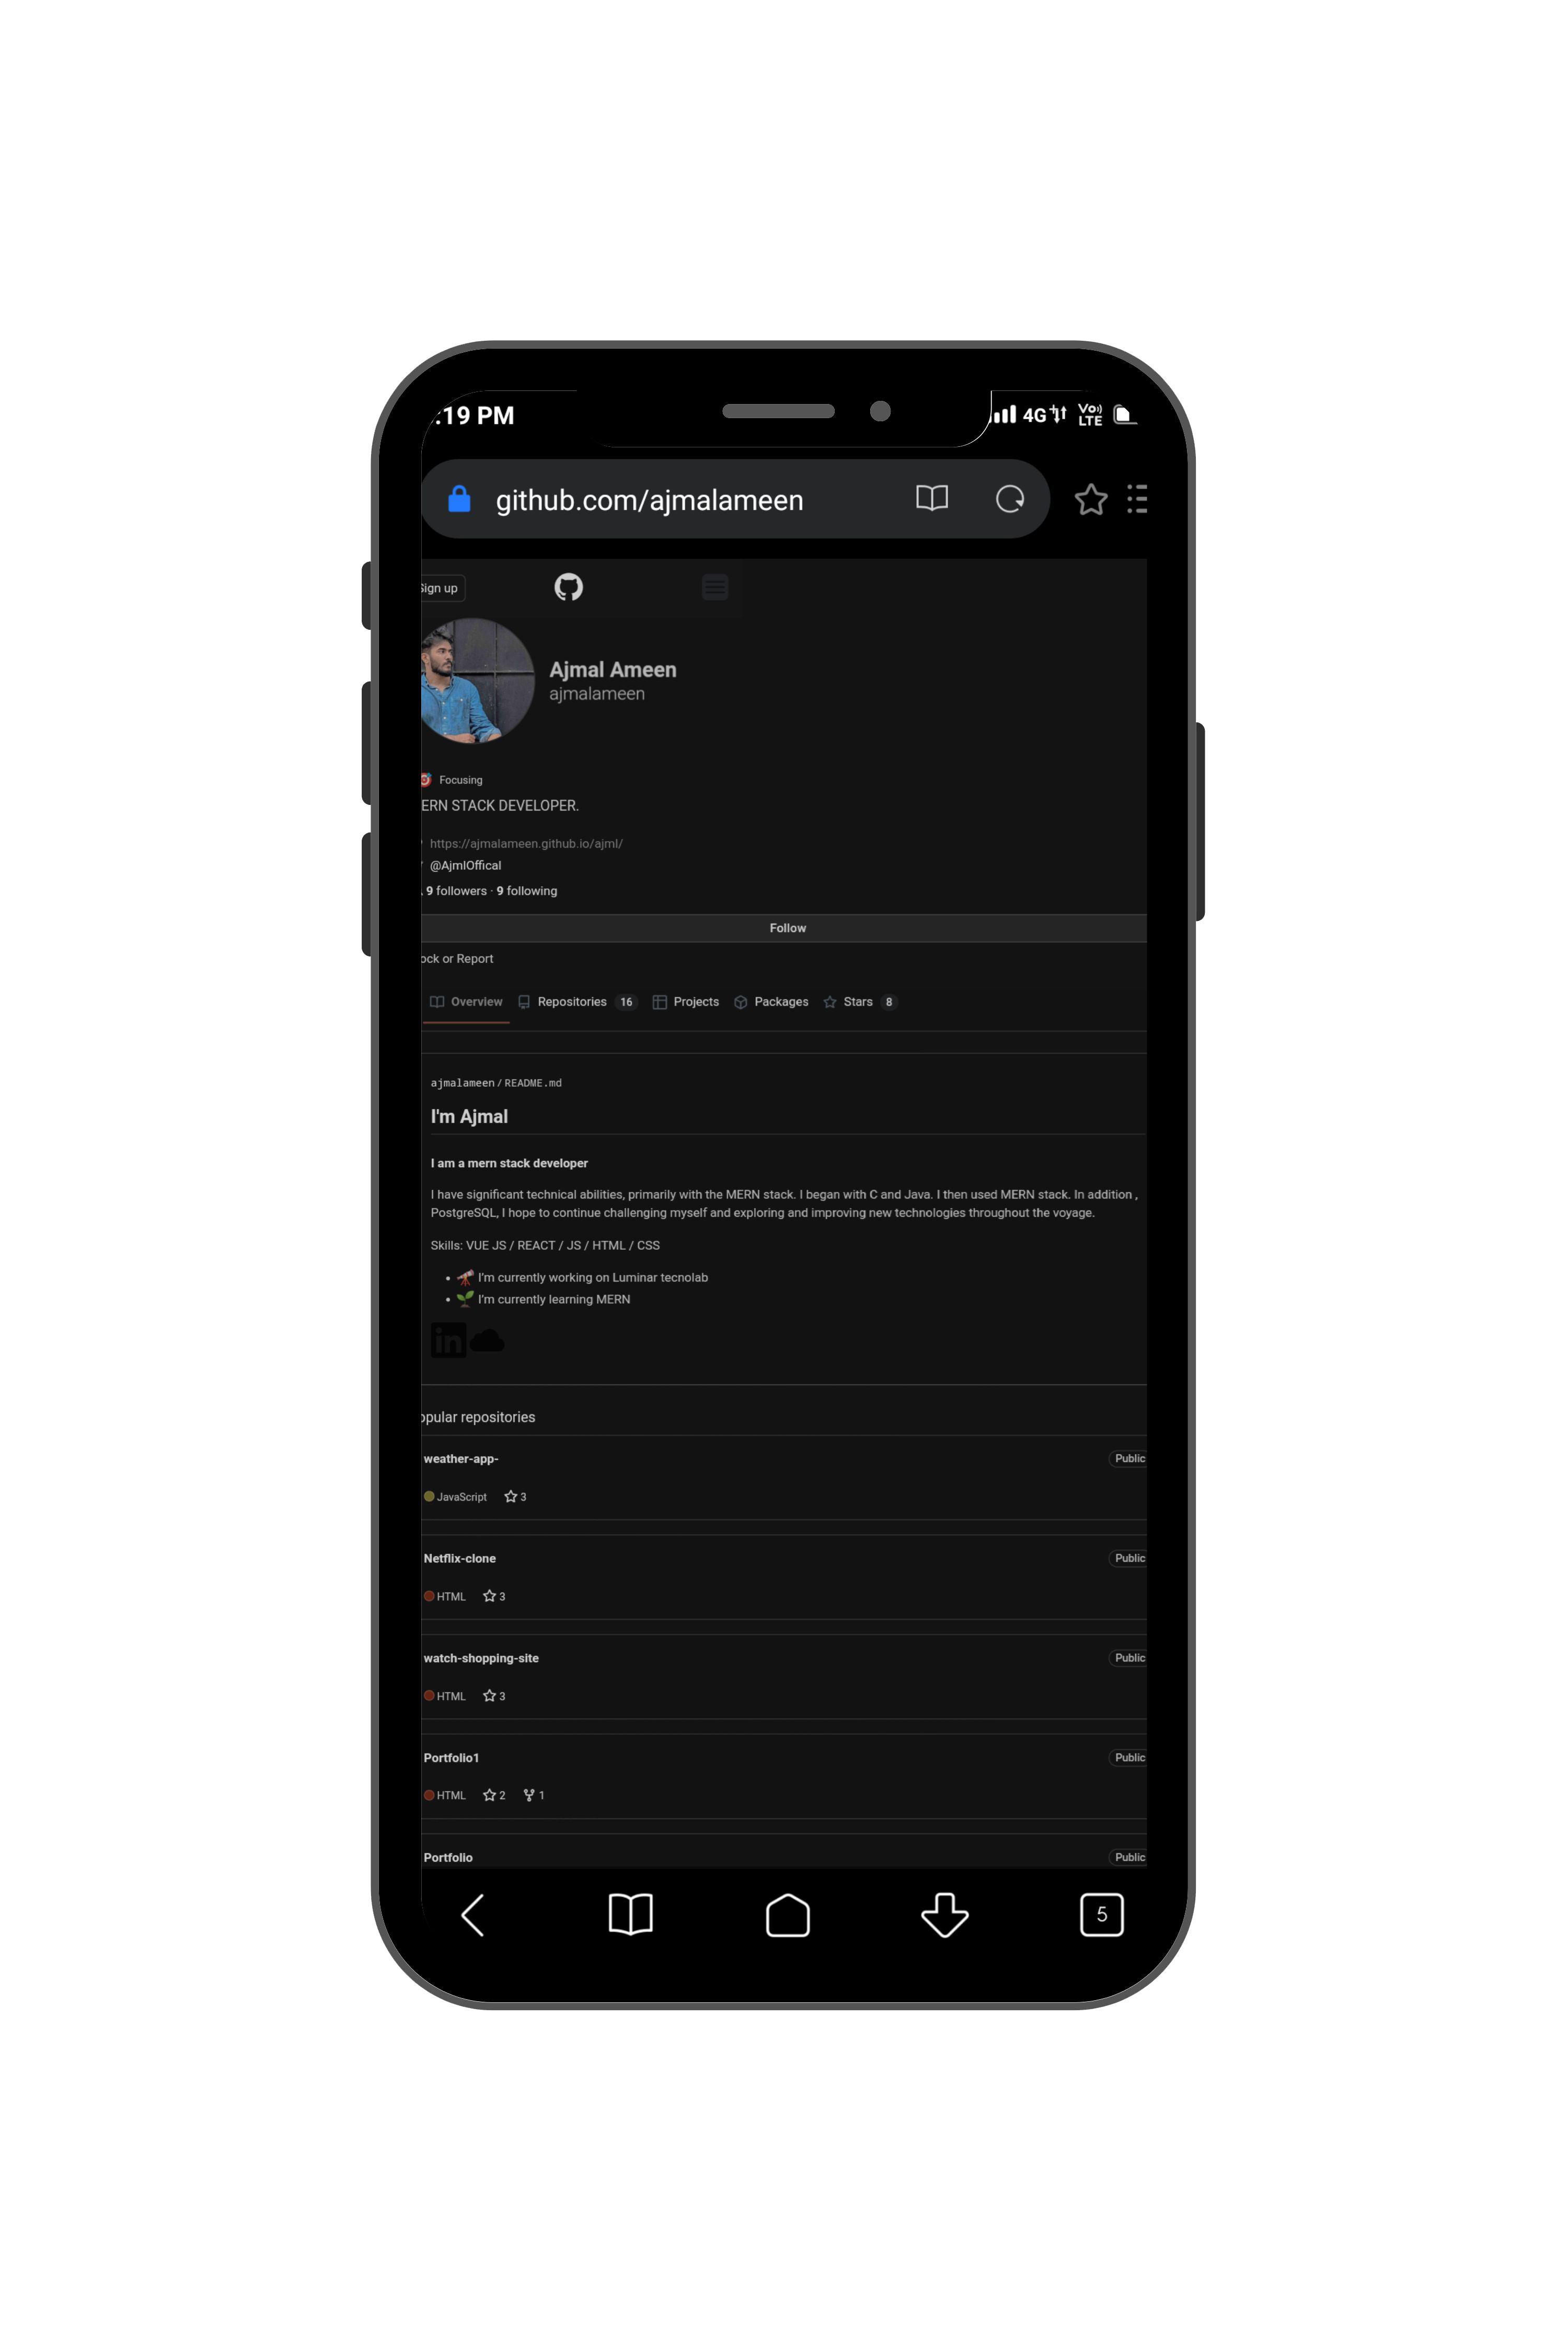 :19 PM
4G
Vo))
LTE
github.com/ajmalameen
Sign up
Ajmal Ameen
ajmalameen
Focusing
ERN STACK DEVELOPER.
https://ajmalameen.github.io/ajml/
@AjmlOffical
9 followers · 9 following
Follow
ock or Report
Overview Repositories 16 Projects Packages Stars 8
ajmalameen / README.md
I'm Ajmal
I am a mern stack developer
I have significant technical abilities, primarily with the MERN stack. I began with C and Java. I then used MERN stack. In addition ,
PostgreSQL, I hope to continue challenging myself and exploring and improving new technologies throughout the voyage.
Skills: VUE JS / REACT / JS / HTML / CSS
• I'm currently working on Luminar tecnolab
• I'm currently learning MERN
in
opular repositories
weather-app- Public
JavaScript 3
Netflix-clone Public
HTML 3
watch-shopping-site Public
HTML 3
Portfolio1 Public
HTML 2 1
Portfolio Public
5